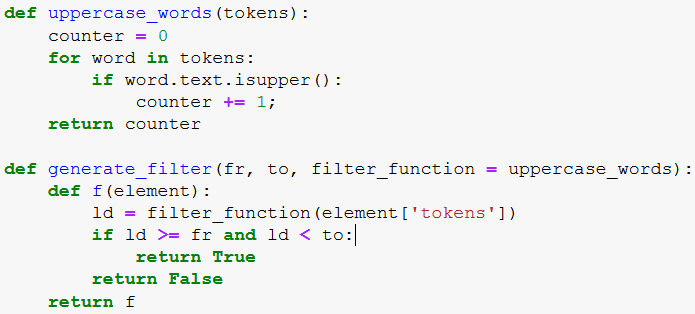 def uppercase_words(tokens):
    counter = 0
    for word in tokens:
        if word.text.isupper():
            counter += 1;
    return counter

def generate_filter(fr, to, filter_function = uppercase_words):
    def f(element):
        ld = filter_function(element['tokens'])
        if ld >= fr and ld < to:
            return True
        return False
    return f